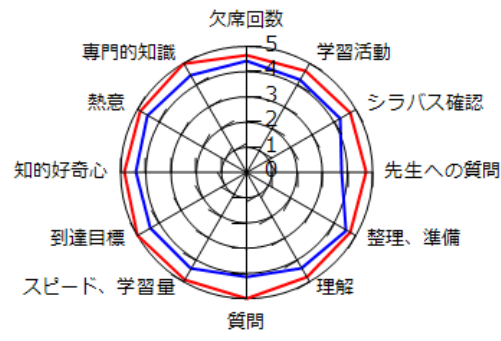 欠席回数
学習活動
シラバス確認
先生への質問
整理、準備
理解
質問
スピード、学習量
到達目標
知的好奇心
熱意
専門的知識
5
4
3
2
1
0